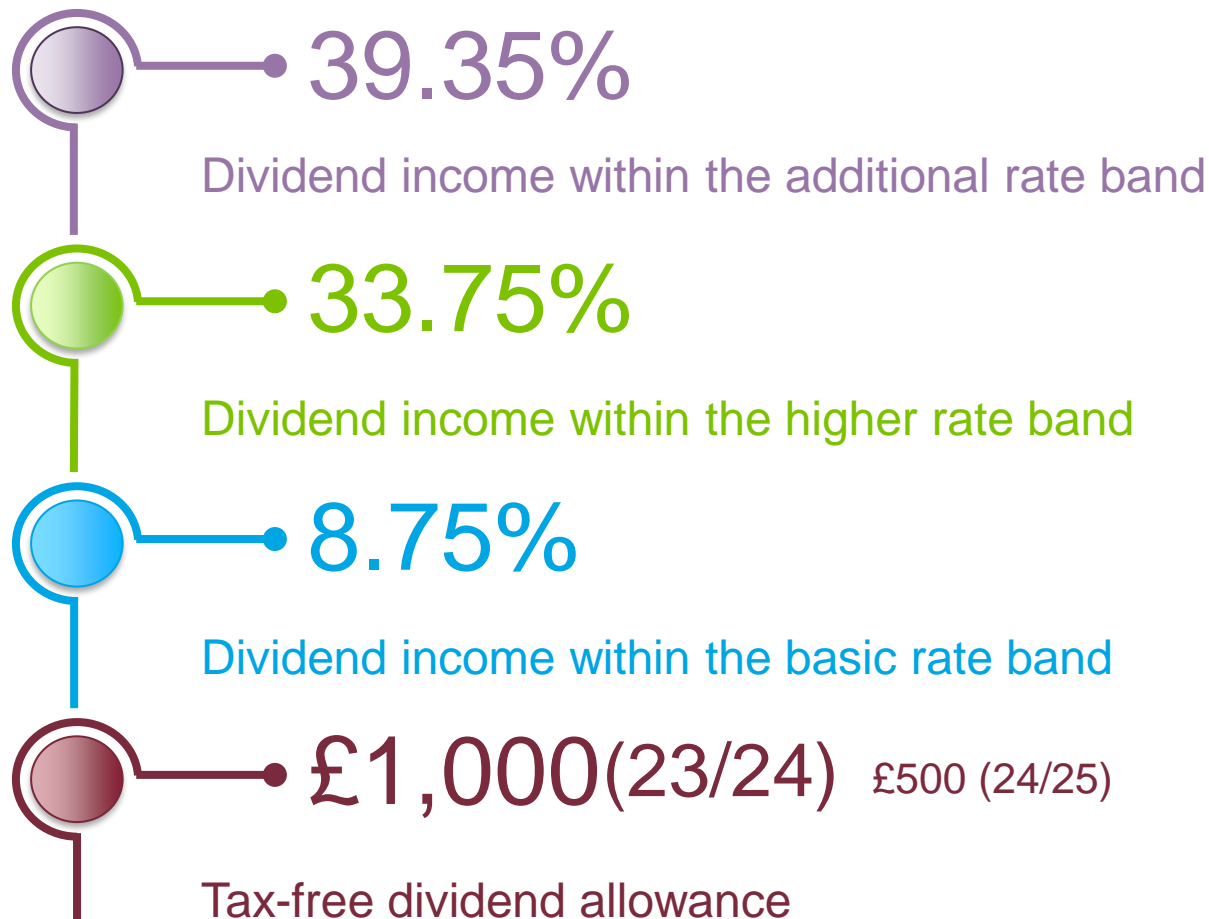 39.35%
Dividend income within the additional rate band
33.75%
Dividend income within the higher rate band
8.75%
Dividend income within the basic rate band
£1,000(23/24) £500 (24/25)
Tax-free dividend allowance